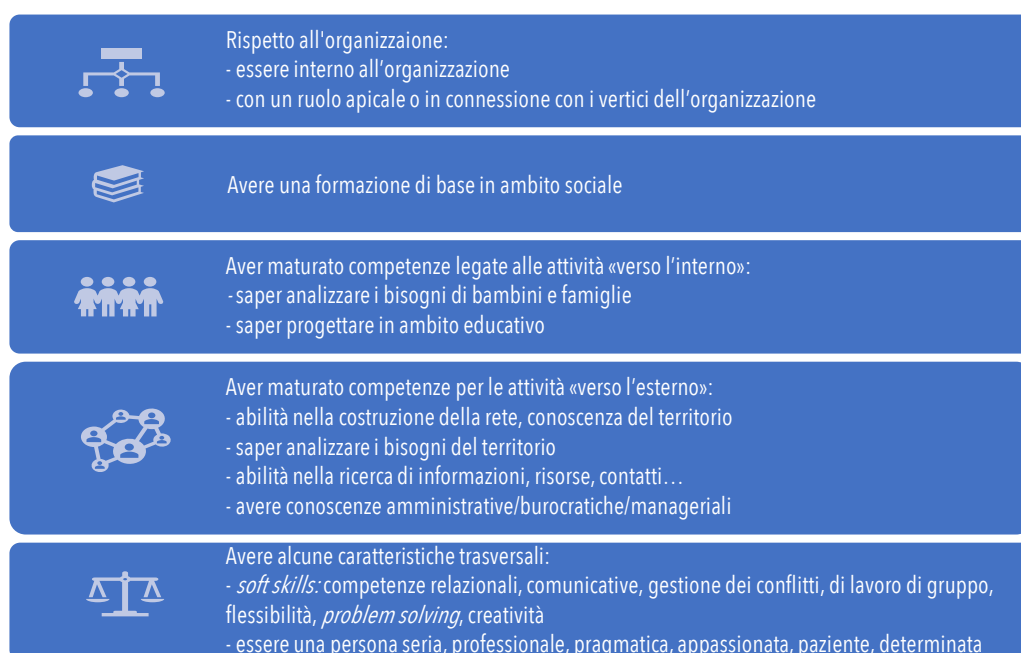 Rispetto all'organizzaione:
- essere interno all’organizzazione
- con un ruolo apicale o in connessione con i vertici dell’organizzazione
Avere una formazione di base in ambito sociale
Aver maturato competenze legate alle attività «verso l’interno»:
- saper analizzare i bisogni di bambini e famiglie
- saper progettare in ambito educativo
Aver maturato competenze per le attività «verso l’esterno»:
- abilità nella costruzione della rete, conoscenza del territorio
- saper analizzare i bisogni del territorio
- abilità nella ricerca di informazioni, risorse, contatti…
- avere conoscenze amministrative/burocratiche/manageriali
Avere alcune caratteristiche trasversali:
- soft skills: competenze relazionali, comunicative, gestione dei conflitti, di lavoro di gruppo,
flessibilità, problem solving, creatività
- essere una persona seria, professionale, pragmatica, appassionata, paziente, determinata